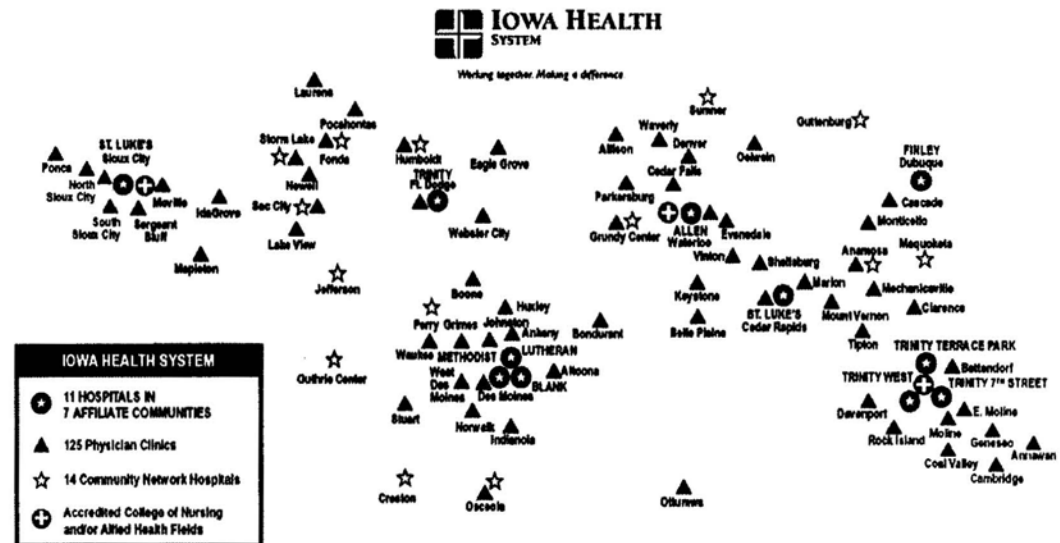 IOWA HEALTH
SYSTEM
Working together. Making a difference.
Laurens
Pocahontas
Storm Lake
Fonda
Newell
Sac City
Lake View
Jefferson
Guthrie Center
Ponca
ST. LUKE'S
Sioux City
North
Sioux City
South
Sioux City
Sergeant
Bluff
Moville
Ida Grove
Mapleton
Humboldt
TRINITY
Ft. Dodge
Eagle Grove
Webster City
Boone
Perry
Grimes
Johnston
Huxley
Ankeny
Bondurant
Waukee
METHODIST
LUTHERAN
West
Des
Moines
Des Moines
BLANK
Altoona
Stuart
Norwalk
Indianola
Creston
Osceola
Ottumwa
Sumner
Guttenburg
Waverly
Allison
Denver
Oelwein
Cedar Falls
Parkersburg
Grundy Center
ALLEN
Waterloo
Evansdale
FINLEY
Dubuque
Cascade
Monticello
Anamosa
Maquoketa
Vinton
Shellsburg
Marion
Mechanicsville
Keystone
ST. LUKE'S
Cedar Rapids
Mount Vernon
Clarence
Belle Plaine
Tipton
TRINITY TERRACE PARK
Bettendorf
TRINITY WEST
TRINITY 7TH STREET
Davenport
E. Moline
Rock Island
Moline
Geneseo
Annawan
Coal Valley
Cambridge
IOWA HEALTH SYSTEM
11 HOSPITALS IN
7 AFFILIATE COMMUNITIES
125 Physician Clinics
14 Community Network Hospitals
Accredited College of Nursing
and/or Allied Health Fields